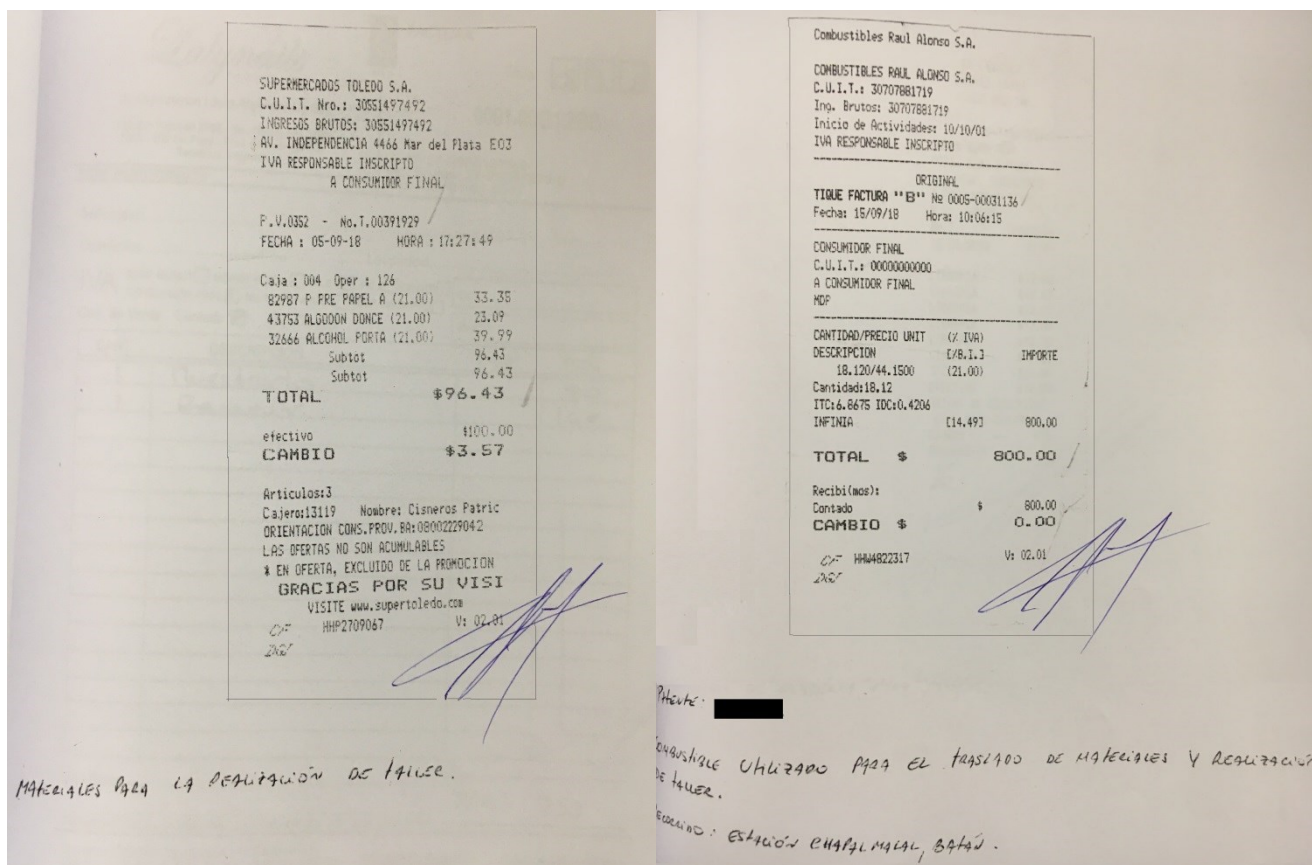 SUPERMERCADOS TOLEDO S.A.
C.U.I.T. Nro.: 30551497492
INGRESOS BRUTOS: 30551497492
AV. INDEPENDENCIA 4466 Mar del Plata E03
IVA RESPONSABLE INSCRIPTO
A CONSUMIDOR FINAL
P.V.0352 - No.T.00391929
FECHA : 05-09-18 HORA : 17:27:49
Caja : 004 Oper : 126
82987 P FRE PAPEL A (21.00) 33.35
43753 ALGODON DONCE (21.00) 23.09
32666 ALCOHOL PORTA (21.00) 39.99
Subtot 96.43
Subtot 96.43
TOTAL $96.43
efectivo $100.00
CAMBIO $3.57
Articulos:3
Cajero:13119 Nombre: Cisneros Patric
ORIENTACION CONS.PROV.BA:08002229042
LAS OFERTAS NO SON ACUMULABLES
* EN OFERTA, EXCLUIDO DE LA PROMOCION
GRACIAS POR SU VISI
VISITE www.supertoledo.com
CF HHP2709067 V: 02.01
DGI
MATERIALES PARA LA REALIZACIÓN DE TALLER.
Combustibles Raul Alonso S.A.
COMBUSTIBLES RAUL ALONSO S.A.
C.U.I.T.: 30707881719
Ing. Brutos: 30707881719
Inicio de Actividades: 10/10/01
IVA RESPONSABLE INSCRIPTO
ORIGINAL
TIQUE FACTURA "B" Nº 0005-00031136
Fecha: 15/09/18 Hora: 10:06:15
CONSUMIDOR FINAL
C.U.I.T.: 00000000000
A CONSUMIDOR FINAL
MDP
CANTIDAD/PRECIO UNIT (% IVA)
DESCRIPCION [%B.I.] IMPORTE
18.120/44.1500 (21.00)
Cantidad:18.12
ITC:6.8675 IDC:0.4206
INFINIA [14.49] 800.00
TOTAL $ 800.00
Recibi(mos):
Contado $ 800.00
CAMBIO $ 0.00
CF HHW4822317 V: 02.01
DGI
PATENTE:
COMBUSTIBLE UTILIZADO PARA EL TRASLADO DE MATERIALES Y REALIZACIÓN
DE TALLER.
RECORRIDO: ESTACIÓN CHAPALMALAL, BATÁN.